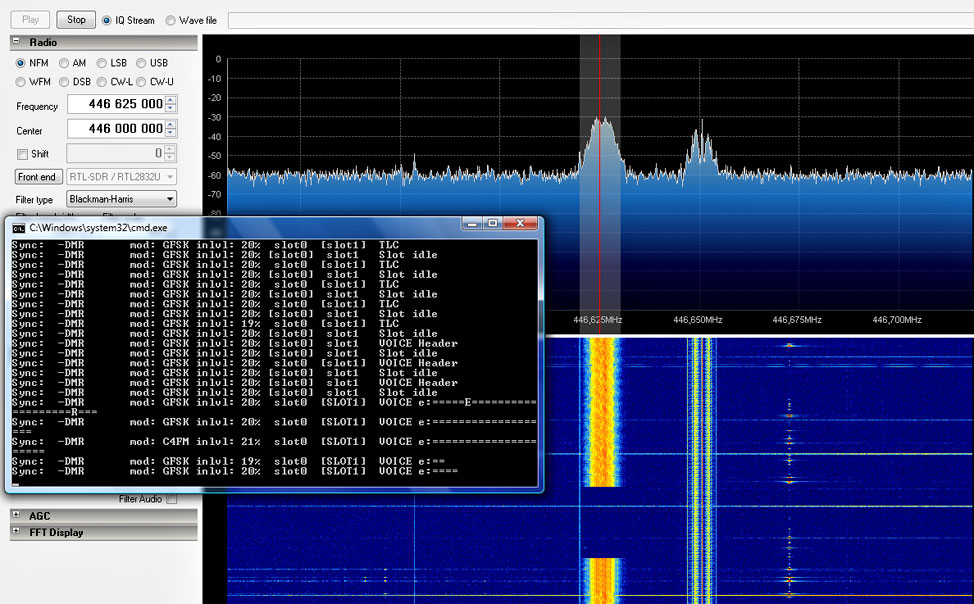 Play Stop IQ Stream Wave file
Radio
NFM AM LSB USB
WFM DSB CW-L CW-U
Frequency 446 625 000
Center 446 000 000
Shift 0
Front end RTL-SDR / RTL2832U
Filter type Blackman-Harris
0
-10
-20
-30
-40
-50
-60
-70
-80
446,625MHz 446,650MHz 446,675MHz 446,700MHz
C:\Windows\system32\cmd.exe
Sync: -DMR mod: GFSK inlvl: 20% slot0 [slot1] TLC
Sync: -DMR mod: GFSK inlvl: 20% [slot0] slot1 Slot idle
Sync: -DMR mod: GFSK inlvl: 20% slot0 [slot1] TLC
Sync: -DMR mod: GFSK inlvl: 20% [slot0] slot1 Slot idle
Sync: -DMR mod: GFSK inlvl: 20% slot0 [slot1] TLC
Sync: -DMR mod: GFSK inlvl: 20% [slot0] slot1 Slot idle
Sync: -DMR mod: GFSK inlvl: 20% slot0 [slot1] TLC
Sync: -DMR mod: GFSK inlvl: 20% [slot0] slot1 Slot idle
Sync: -DMR mod: GFSK inlvl: 19% slot0 [slot1] TLC
Sync: -DMR mod: GFSK inlvl: 20% [slot0] slot1 Slot idle
Sync: -DMR mod: GFSK inlvl: 20% slot0 [slot1] VOICE Header
Sync: -DMR mod: GFSK inlvl: 20% [slot0] slot1 Slot idle
Sync: -DMR mod: GFSK inlvl: 20% slot0 [slot1] VOICE Header
Sync: -DMR mod: GFSK inlvl: 20% [slot0] slot1 Slot idle
Sync: -DMR mod: GFSK inlvl: 20% slot0 [slot1] VOICE Header
Sync: -DMR mod: GFSK inlvl: 20% [slot0] slot1 Slot idle
Sync: -DMR mod: GFSK inlvl: 20% slot0 [SLOT1] VOICE e:=====E==========
==========R===
Sync: -DMR mod: GFSK inlvl: 20% slot0 [SLOT1] VOICE e:================
===
Sync: -DMR mod: C4FM inlvl: 21% slot0 [SLOT1] VOICE e:================
=====
Sync: -DMR mod: GFSK inlvl: 19% slot0 [SLOT1] VOICE e:==
Sync: -DMR mod: GFSK inlvl: 20% slot0 [SLOT1] VOICE e:====
Filter Audio
AGC
FFT Display